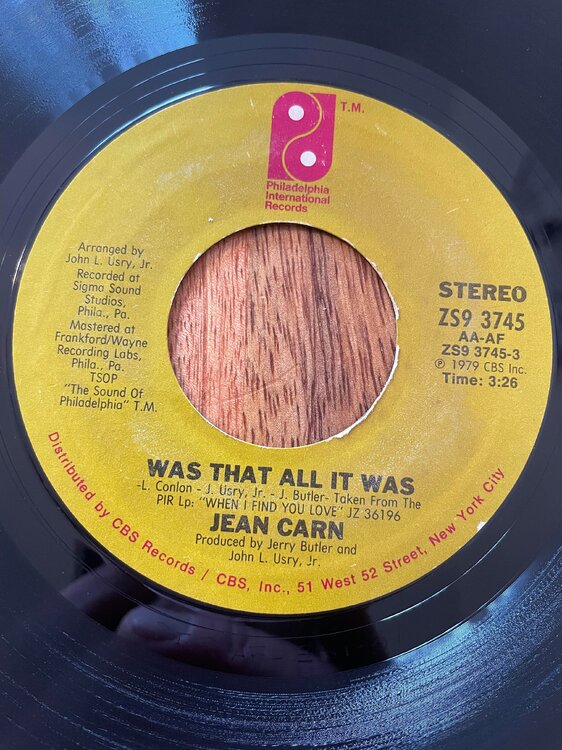 T.M.
Philadelphia
International
Records
Arranged by
John L. Usry, Jr.
Recorded at
Sigma Sound
Studios,
Phila., Pa.
Mastered at
Frankford/Wayne
Recording Labs,
Phila., Pa.
TSOP
"The Sound Of
Philadelphia" T.M.
STEREO
ZS9 3745
AA-AF
ZS9 3745-3
℗ 1979 CBS Inc.
Time: 3:26
WAS THAT ALL IT WAS
-L. Conlon - J. Usry, Jr. - J. Butler- Taken From The
PIR Lp: "WHEN I FIND YOU LOVE" JZ 36196
JEAN CARN
Produced by Jerry Butler and
John L. Usry, Jr.
Distributed by CBS Records / CBS, Inc., 51 West 52 Street, New York City